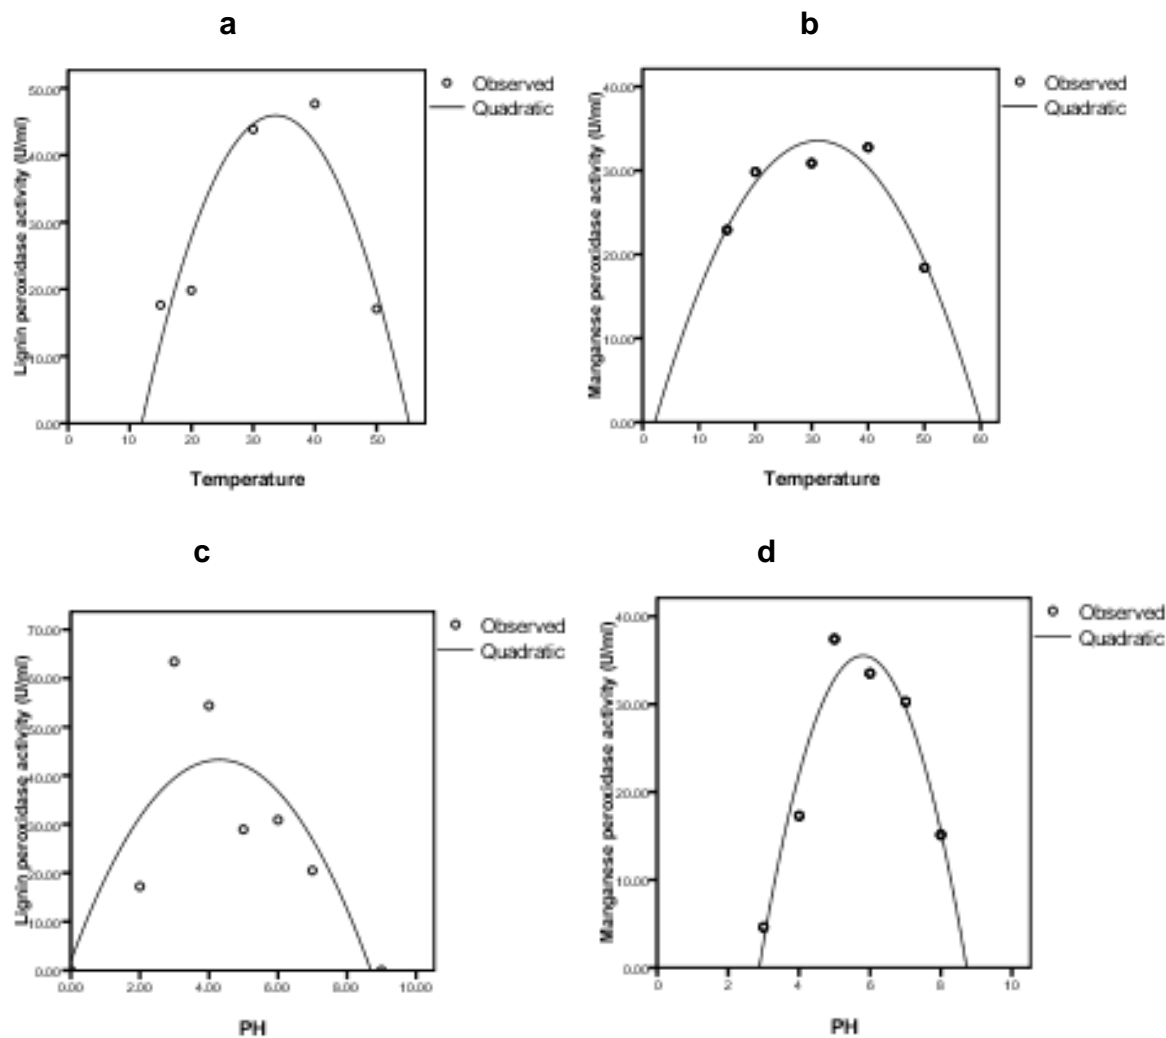 a
b
Observed
Quadratic
Lignin peroxidase activity (U/ml)
50.00
40.00
30.00
20.00
10.00
0.00
0 10 20 30 40 50
Temperature
Observed
Quadratic
Manganese peroxidase activity (U/ml)
40.00
30.00
20.00
10.00
0.00
0 10 20 30 40 50 60
Temperature
c
d
Observed
Quadratic
Lignin peroxidase activity (U/ml)
70.00
60.00
50.00
40.00
30.00
20.00
10.00
0.00
0.00 2.00 4.00 6.00 8.00 10.00
PH
Observed
Quadratic
Manganese peroxidase activity (U/ml)
40.00
30.00
20.00
10.00
0.00
0 2 4 6 8 10
PH